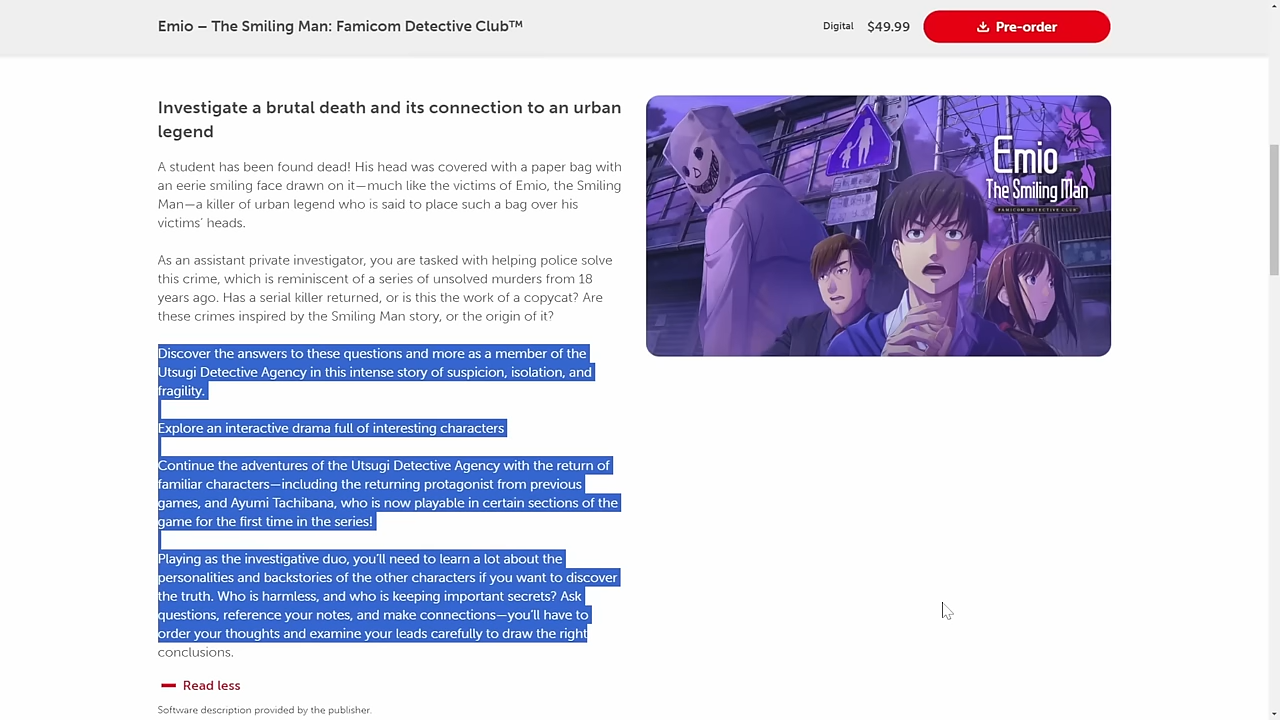 Emio – The Smiling Man: Famicom Detective Club™
Digital $49.99 Pre-order
Investigate a brutal death and its connection to an urban
legend
A student has been found dead! His head was covered with a paper bag with
an eerie smiling face drawn on it—much like the victims of Emio, the Smiling
Man—a killer of urban legend who is said to place such a bag over his
victims' heads.
As an assistant private investigator, you are tasked with helping police solve
this crime, which is reminiscent of a series of unsolved murders from 18
years ago. Has a serial killer returned, or is this the work of a copycat? Are
these crimes inspired by the Smiling Man story, or the origin of it?
Discover the answers to these questions and more as a member of the
Utsugi Detective Agency in this intense story of suspicion, isolation, and
fragility.
Explore an interactive drama full of interesting characters
Continue the adventures of the Utsugi Detective Agency with the return of
familiar characters—including the returning protagonist from previous
games, and Ayumi Tachibana, who is now playable in certain sections of the
game for the first time in the series!
Playing as the investigative duo, you'll need to learn a lot about the
personalities and backstories of the other characters if you want to discover
the truth. Who is harmless, and who is keeping important secrets? Ask
questions, reference your notes, and make connections—you'll have to
order your thoughts and examine your leads carefully to draw the right
conclusions.
Read less
Software description provided by the publisher.
Emio
The Smiling Man
FAMICOM DETECTIVE CLUB